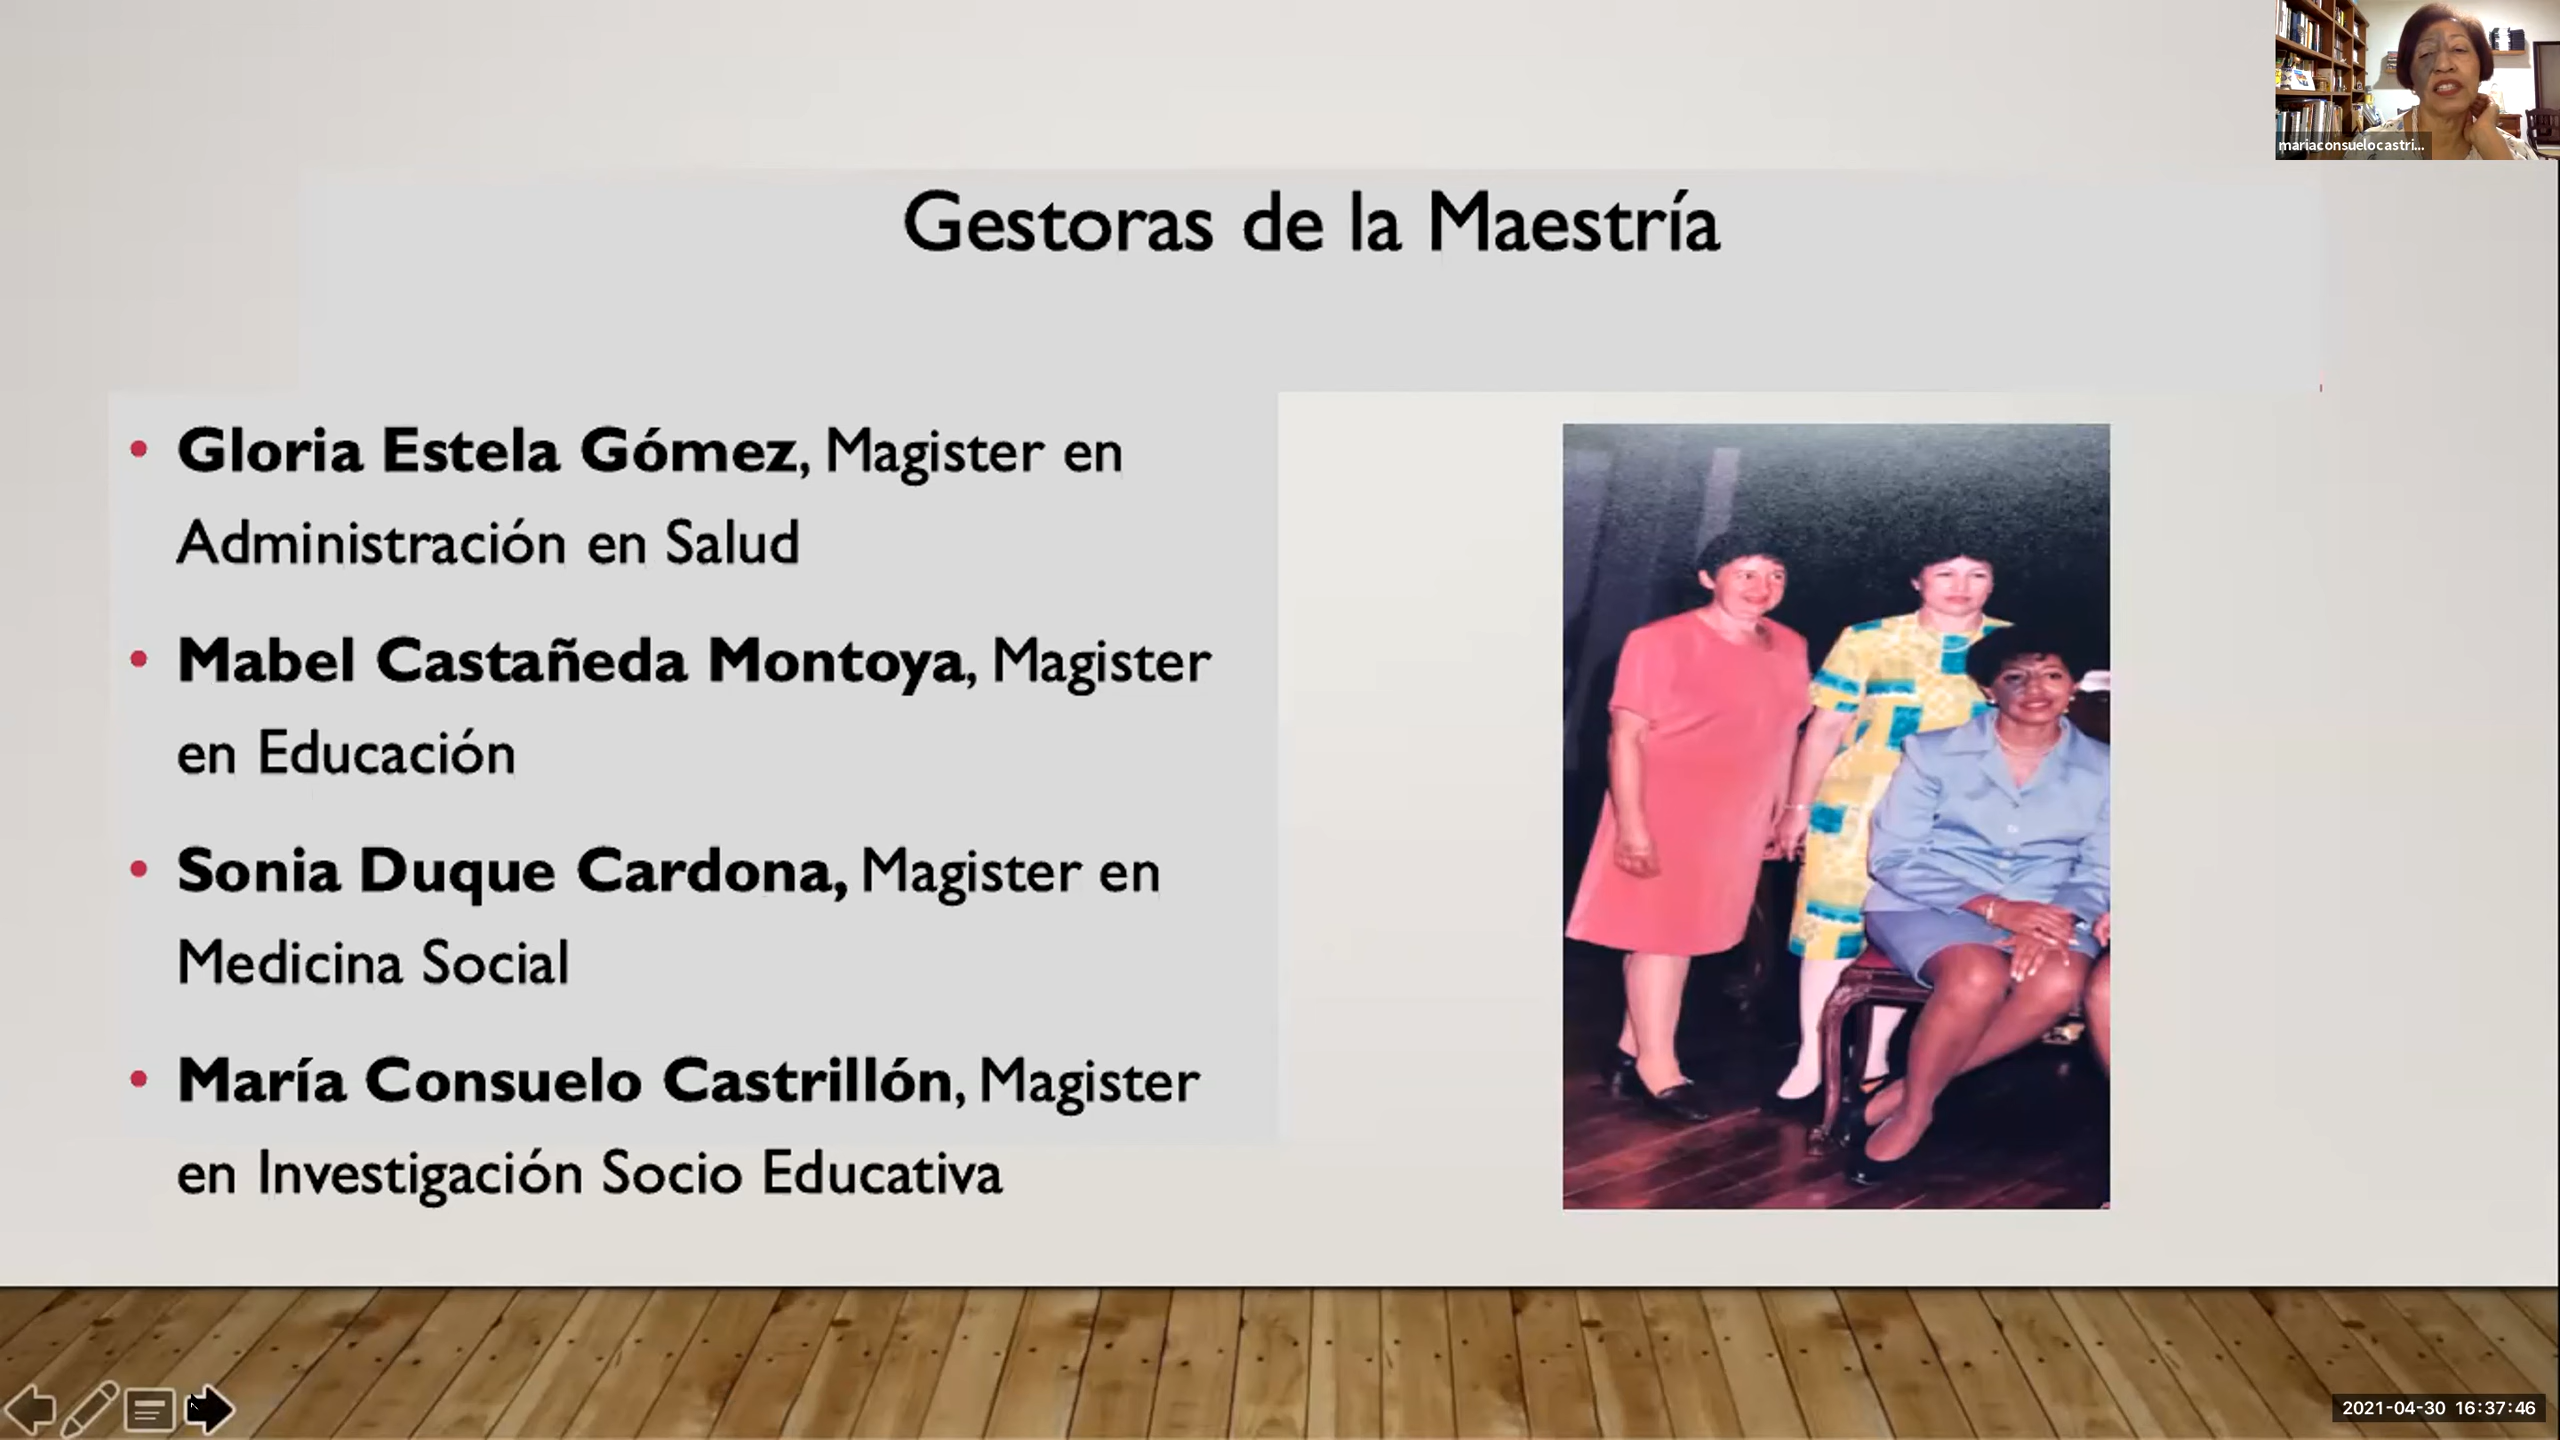 mariaconsuelocastri...
Gestoras de la Maestría
• Gloria Estela Gómez, Magister en
Administración en Salud
• Mabel Castañeda Montoya, Magister
en Educación
• Sonia Duque Cardona, Magister en
Medicina Social
• María Consuelo Castrillón, Magister
en Investigación Socio Educativa
2021-04-30 16:37:46